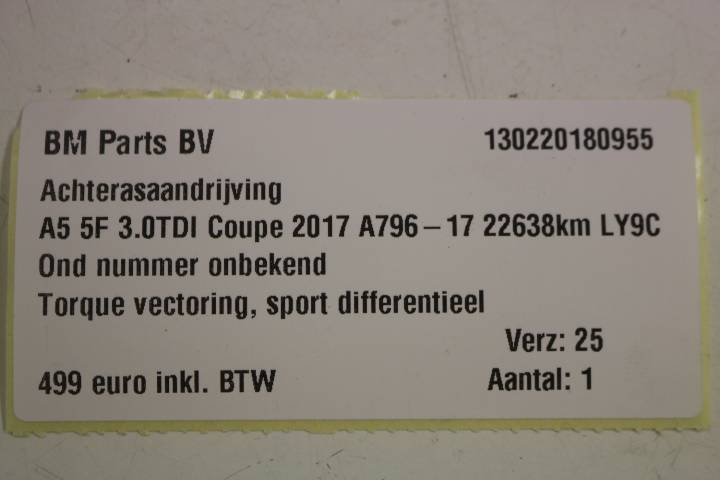 BM Parts BV 130220180955
Achterasaandrijving
A5 5F 3.0TDI Coupe 2017 A796-17 22638km LY9C
Ond nummer onbekend
Torque vectoring, sport differentieel
Verz: 25
499 euro inkl. BTW Aantal: 1